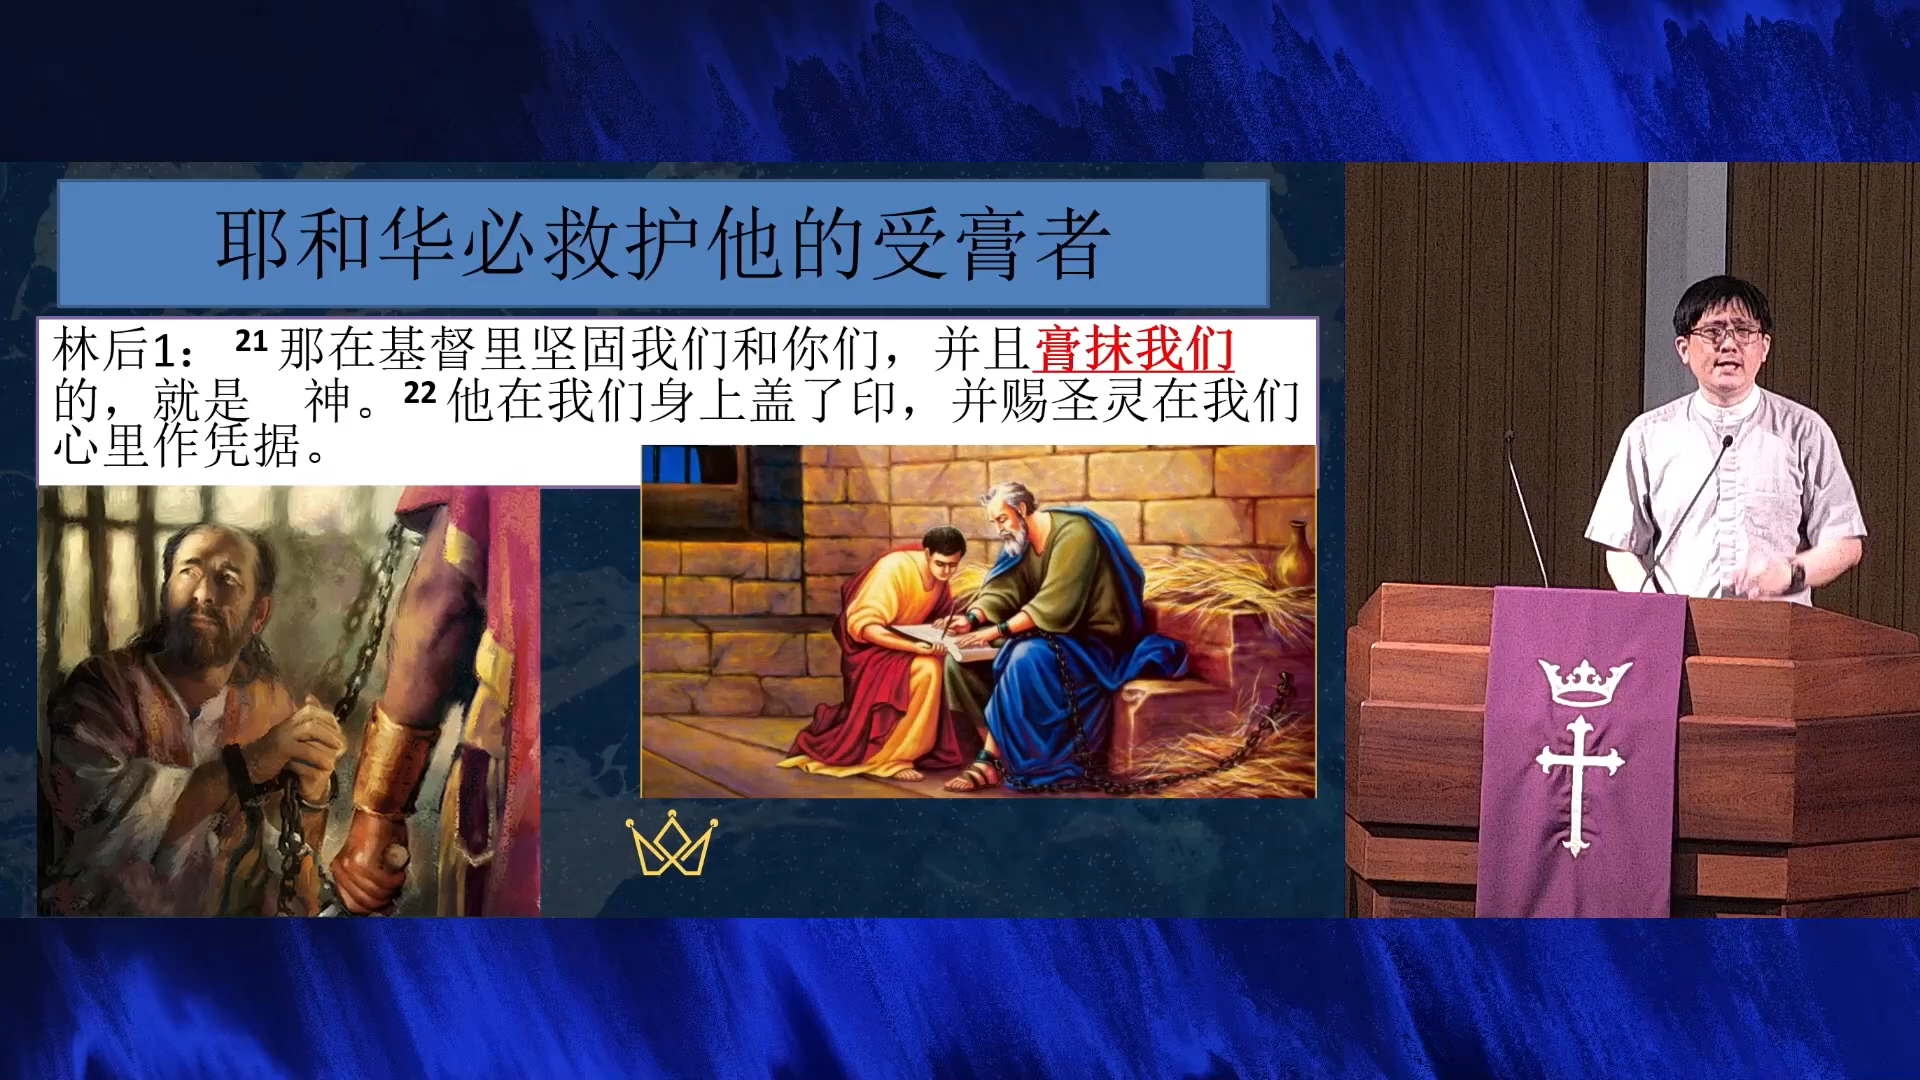 耶和华必救护他的受膏者
林后1： 21 那在基督里坚固我们和你们，并且膏抹我们
的，就是　神。22 他在我们身上盖了印，并赐圣灵在我们
心里作凭据。